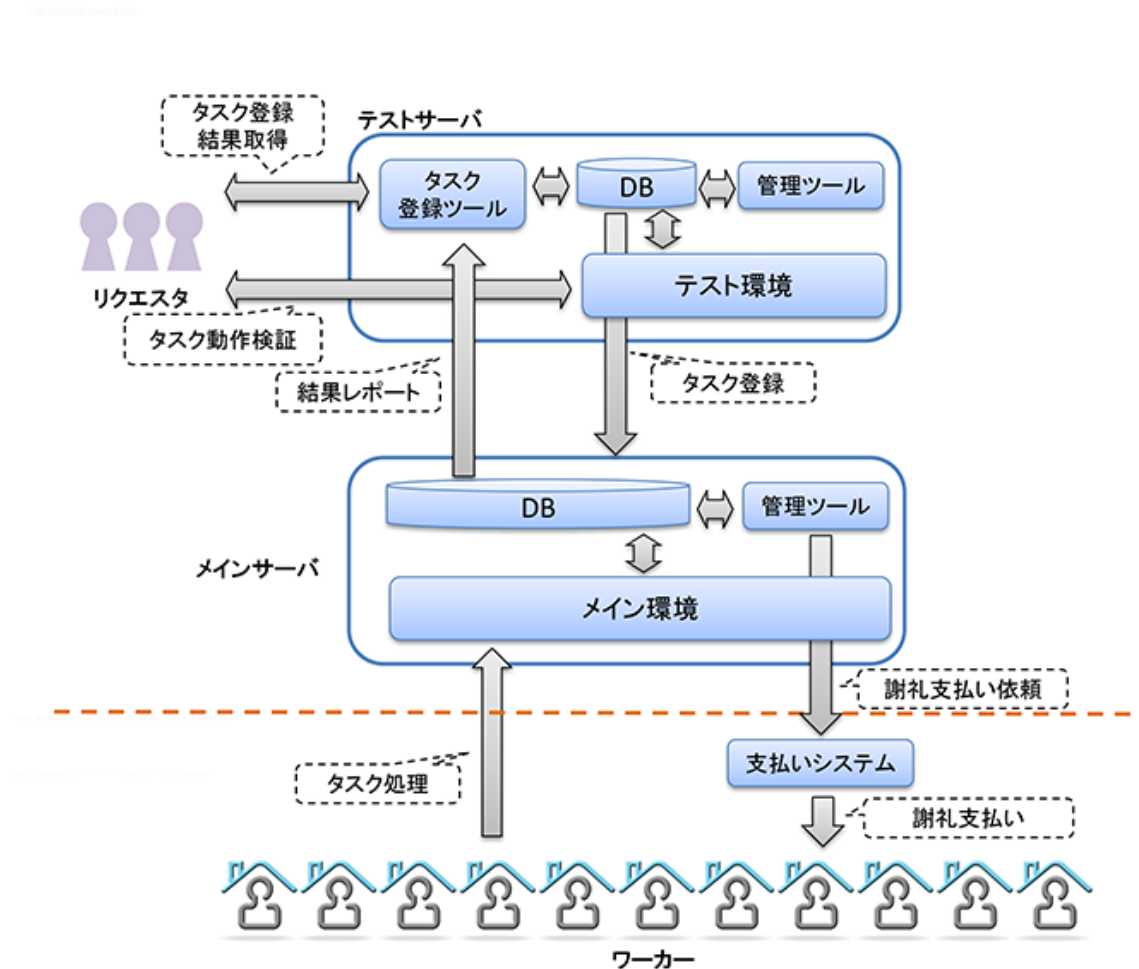 タスク登録
結果取得
テストサーバ
タスク
登録ツール
DB
管理ツール
テスト環境
リクエスタ
タスク動作検証
結果レポート
タスク登録
DB
管理ツール
メインサーバ
メイン環境
謝礼支払い依頼
支払いシステム
タスク処理
謝礼支払い
ワーカー